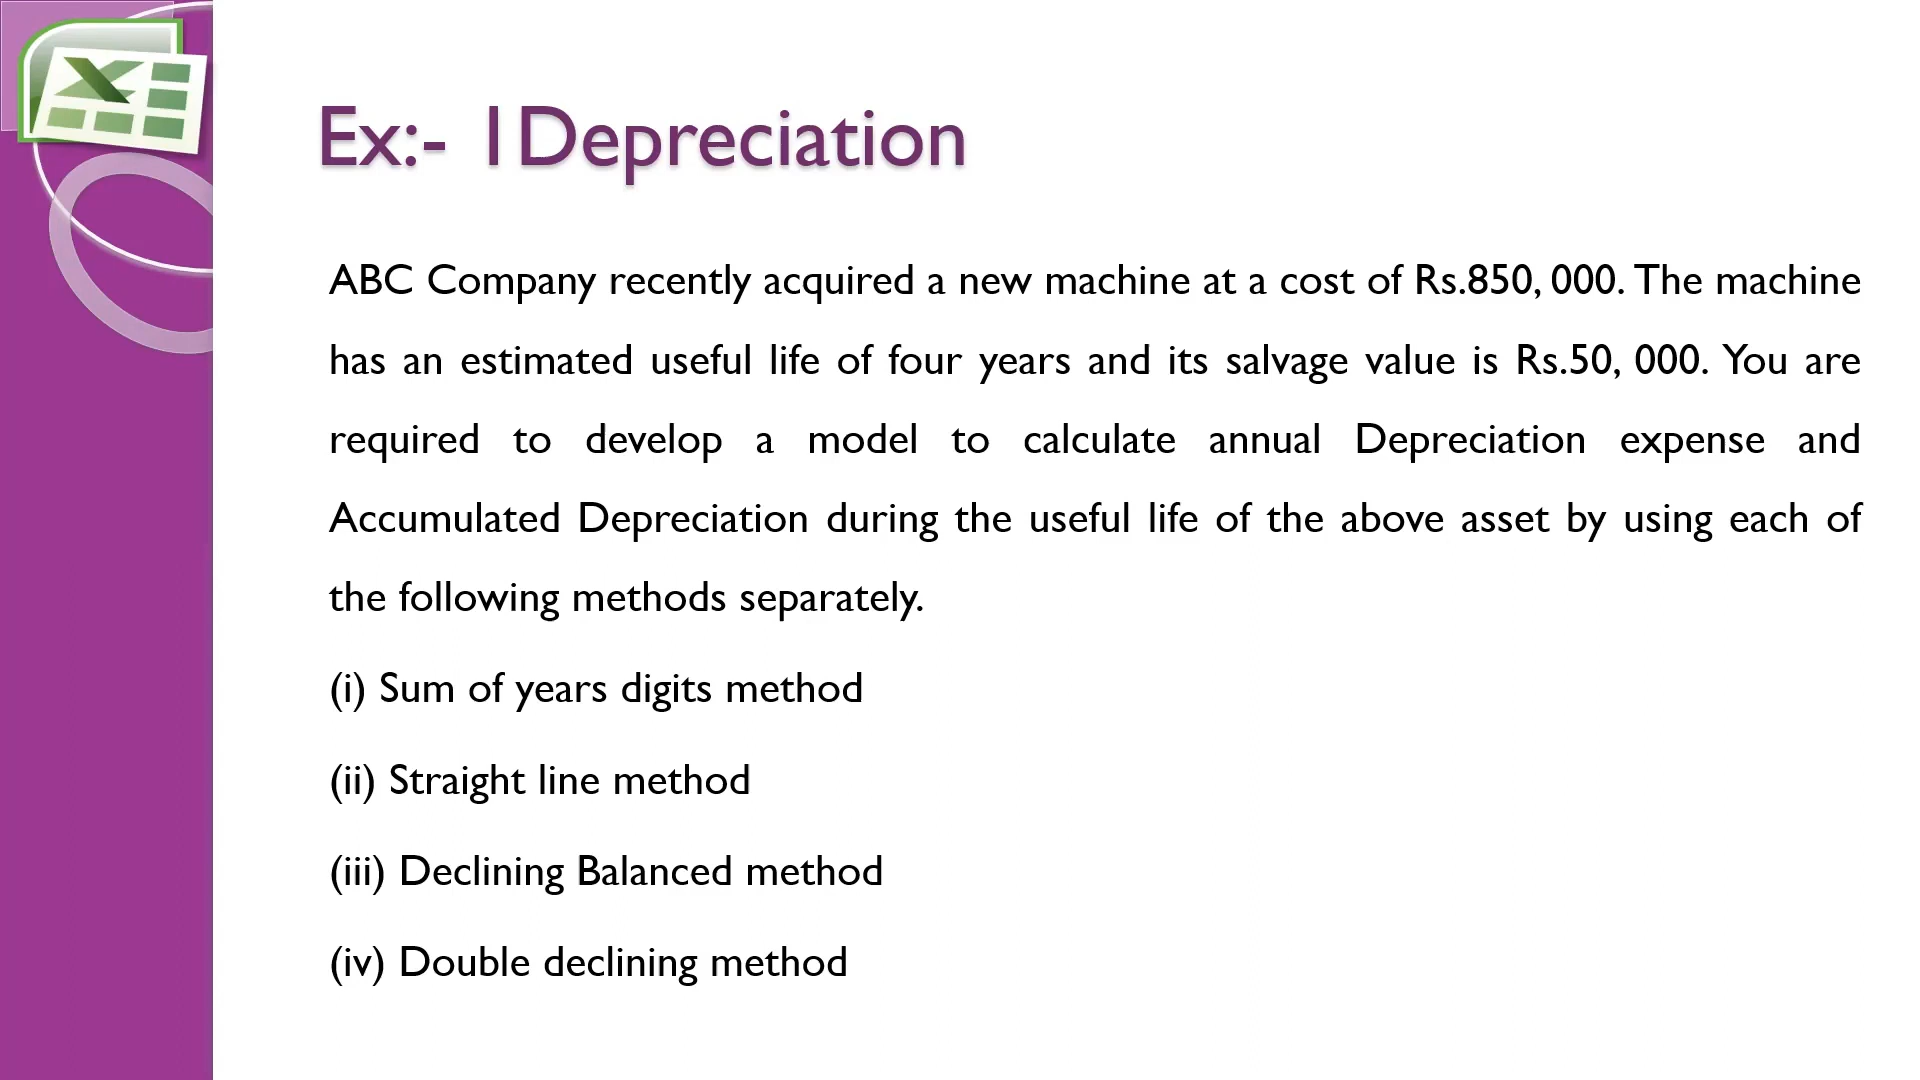 Ex:- 1Depreciation
ABC Company recently acquired a new machine at a cost of Rs.850, 000. The machine
has an estimated useful life of four years and its salvage value is Rs.50, 000. You are
required to develop a model to calculate annual Depreciation expense and
Accumulated Depreciation during the useful life of the above asset by using each of
the following methods separately.
(i) Sum of years digits method
(ii) Straight line method
(iii) Declining Balanced method
(iv) Double declining method